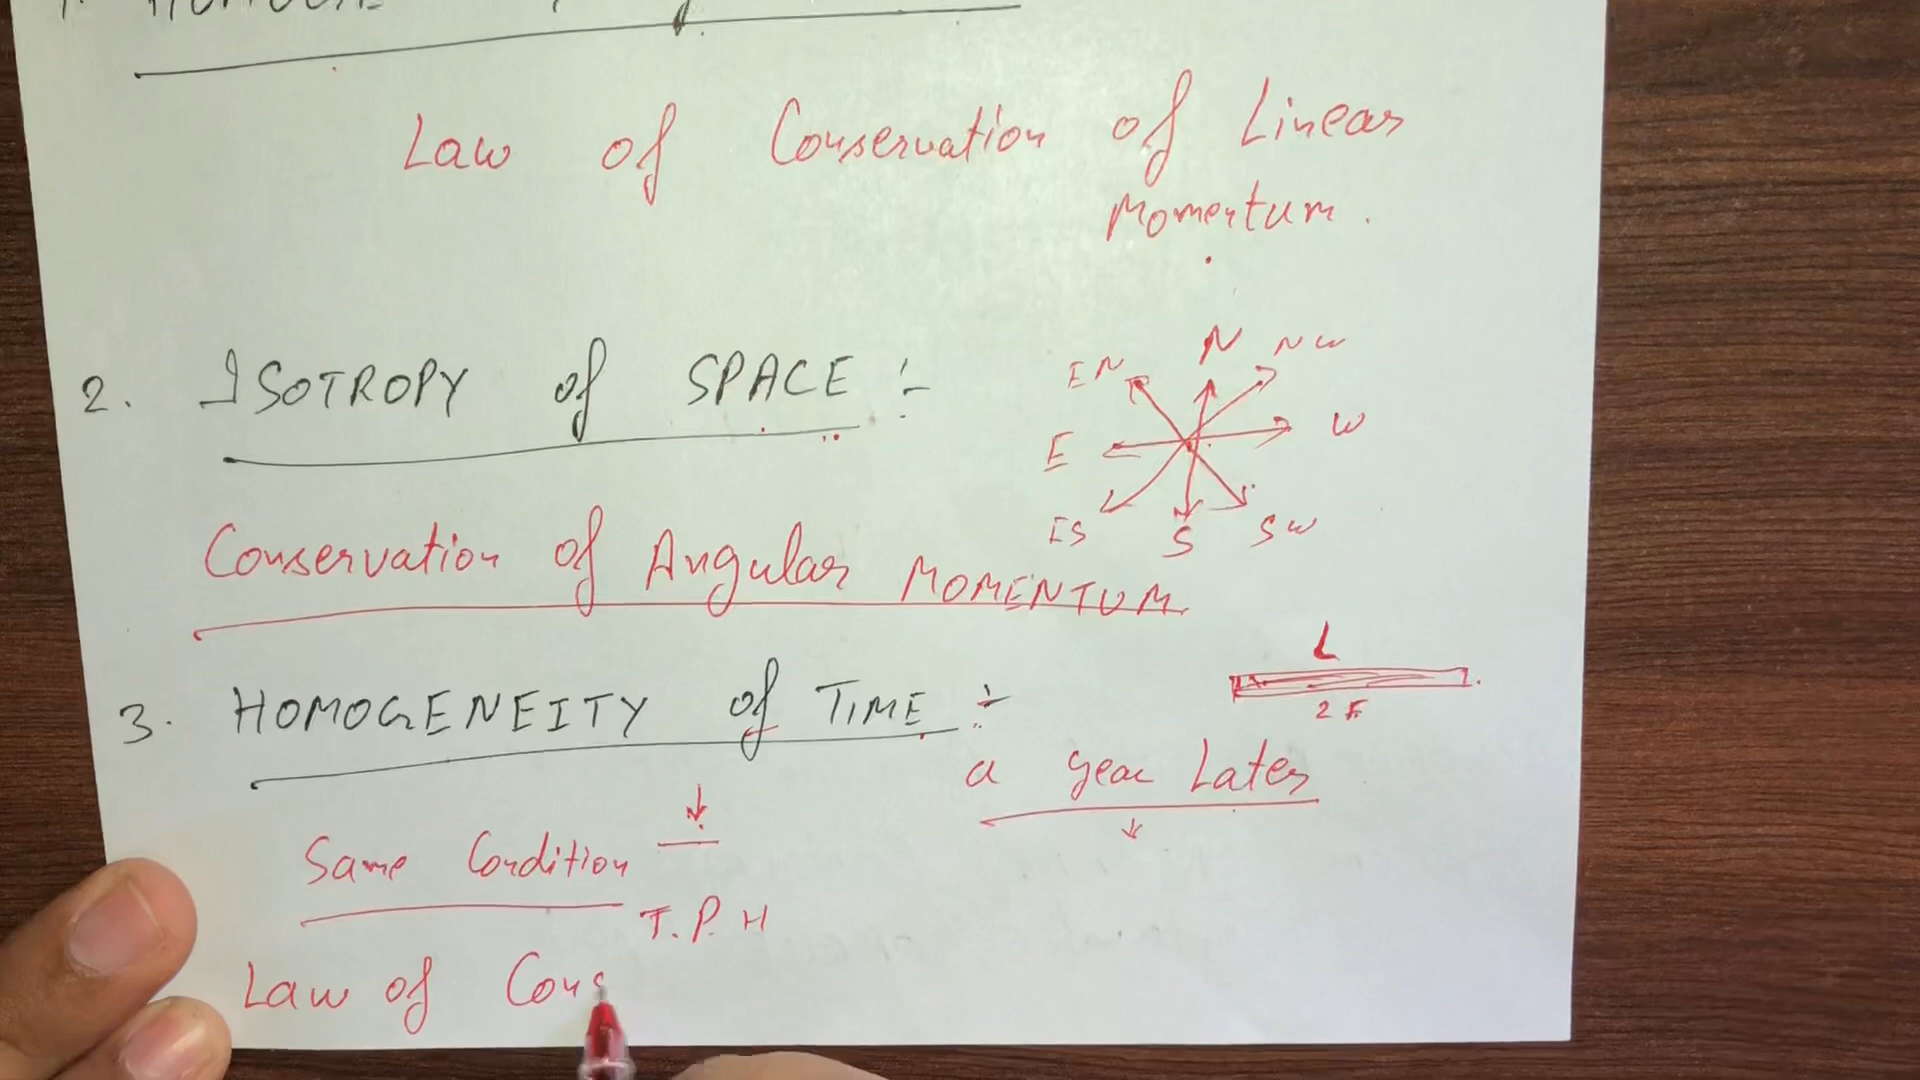 Law of Conservation of Linear
Momentum.
2. ISOTROPY of SPACE :-
EN N NW
E W
ES S SW
Conservation of Angular MOMENTUM
L
3. HOMOGENEITY of TIME :-
a year Later
Same Condition
T.P.H
Law of Cons